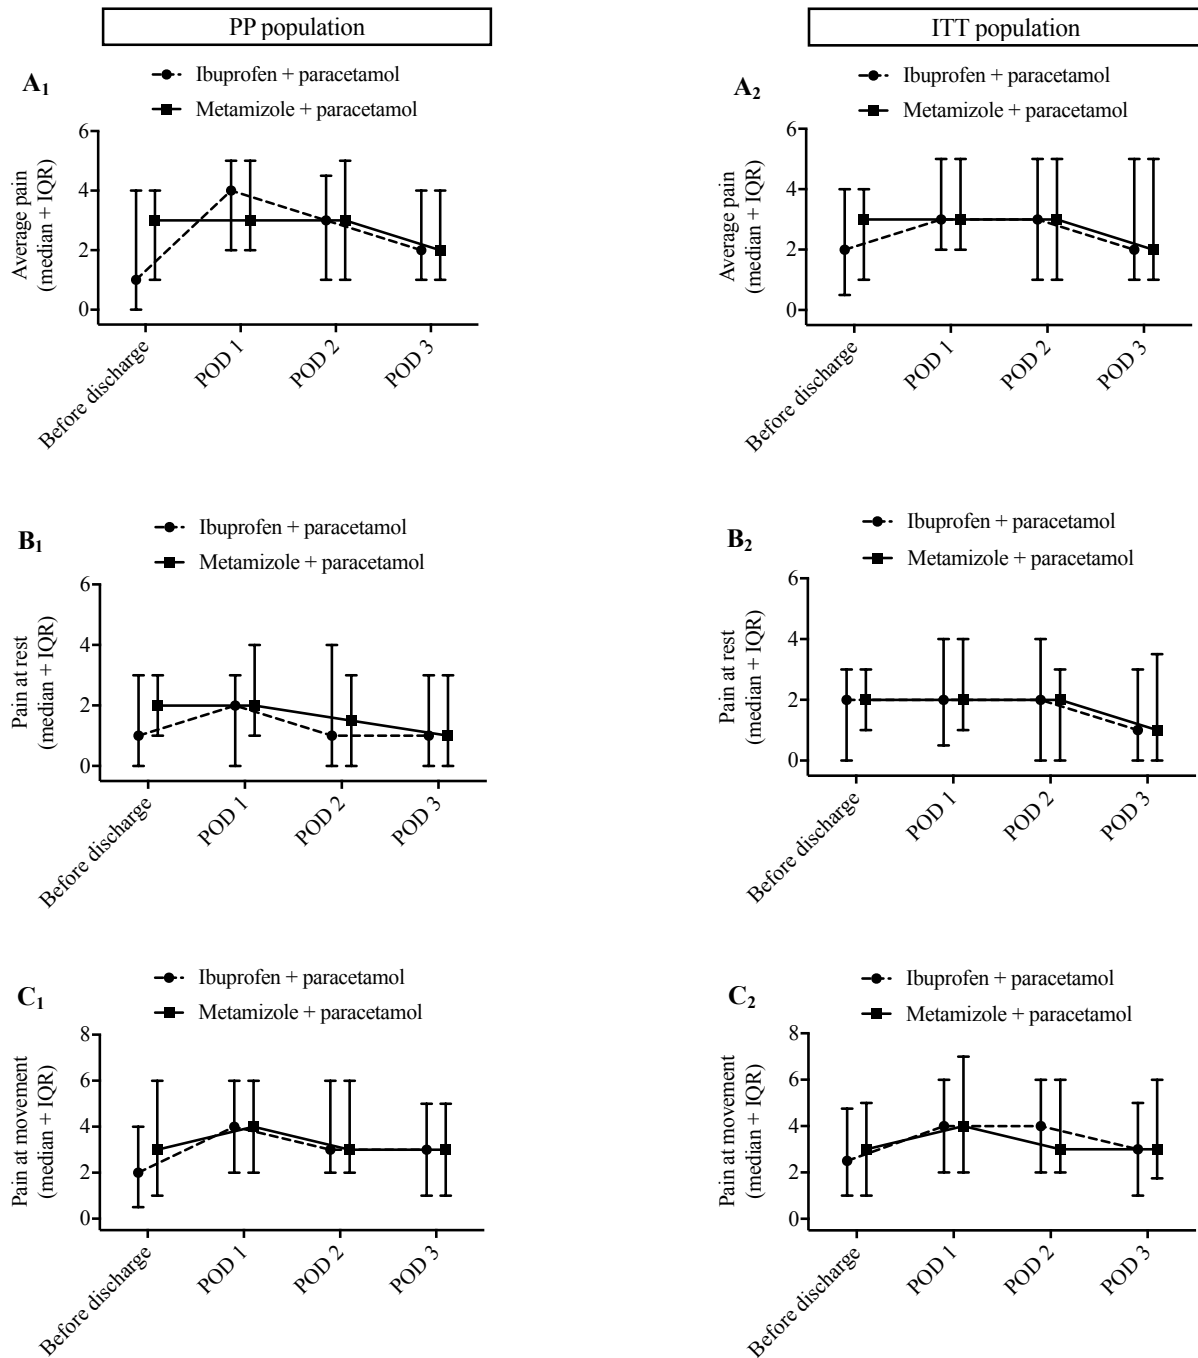 PP population
A₁
Ibuprofen + paracetamol
Metamizole + paracetamol
Average pain
(median + IQR)
6
4
2
0
Before discharge
POD 1
POD 2
POD 3
ITT population
A₂
Ibuprofen + paracetamol
Metamizole + paracetamol
Average pain
(median + IQR)
6
4
2
0
Before discharge
POD 1
POD 2
POD 3
B₁
Ibuprofen + paracetamol
Metamizole + paracetamol
Pain at rest
(median + IQR)
6
4
2
0
Before discharge
POD 1
POD 2
POD 3
B₂
Ibuprofen + paracetamol
Metamizole + paracetamol
Pain at rest
(median + IQR)
6
4
2
0
Before discharge
POD 1
POD 2
POD 3
C₁
Ibuprofen + paracetamol
Metamizole + paracetamol
Pain at movement
(median + IQR)
8
6
4
2
0
Before discharge
POD 1
POD 2
POD 3
C₂
Ibuprofen + paracetamol
Metamizole + paracetamol
Pain at movement
(median + IQR)
8
6
4
2
0
Before discharge
POD 1
POD 2
POD 3